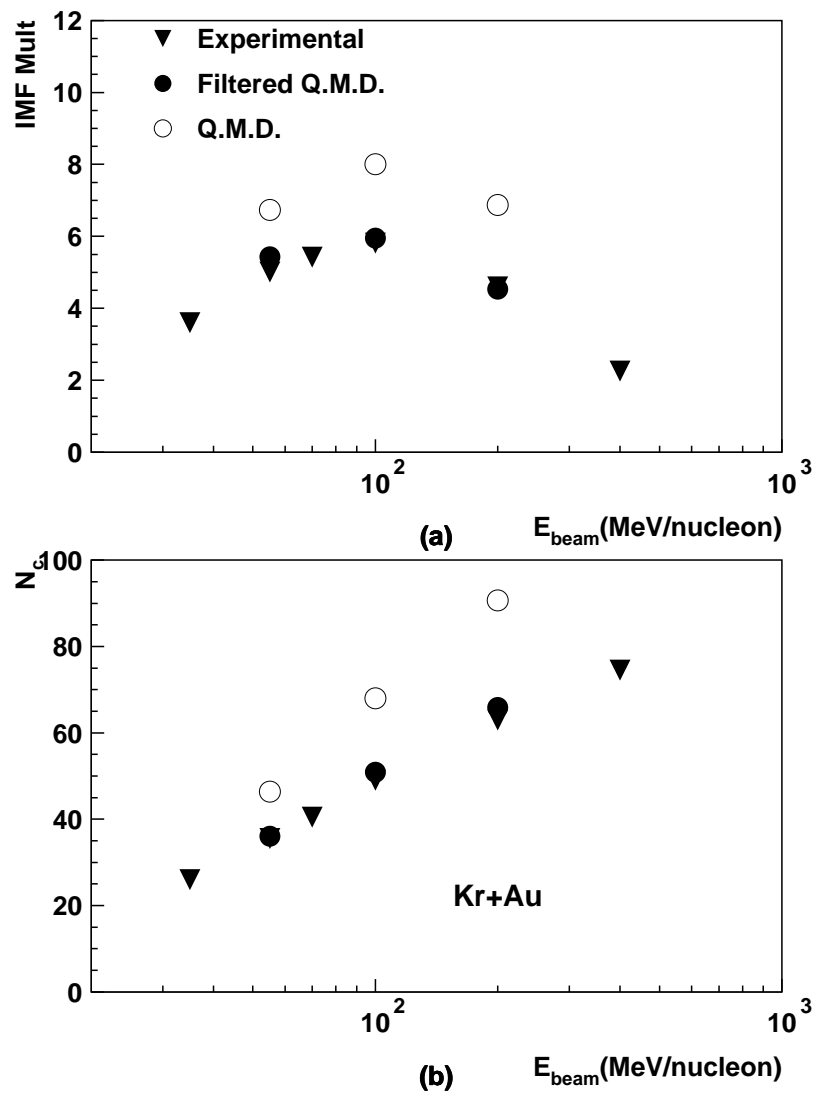 IMF Mult
12
10
8
6
4
2
0
Experimental
Filtered Q.M.D.
Q.M.D.
10²
10³
(a)
E_beam(MeV/nucleon)
N_c
100
80
60
40
20
0
Kr+Au
10²
10³
(b)
E_beam(MeV/nucleon)